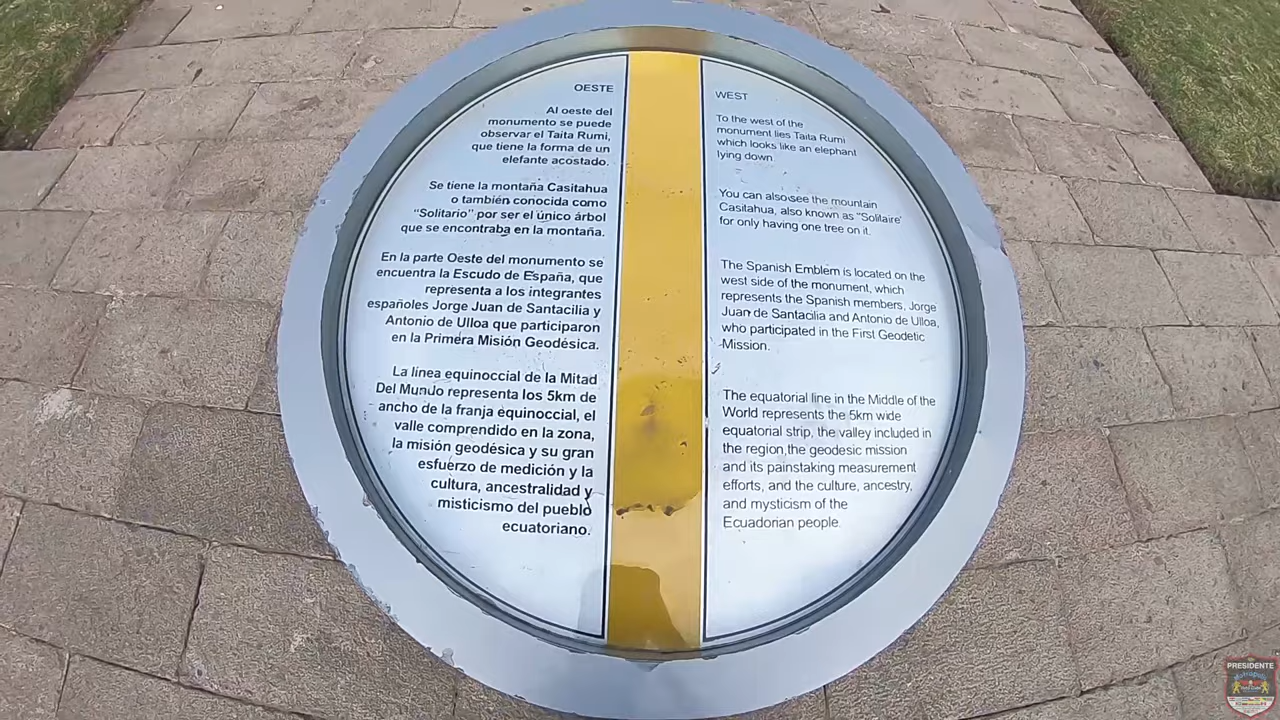 OESTE
Al oeste del
monumento se puede
observar el Taita Rumi,
que tiene la forma de un
elefante acostado.
Se tiene la montaña Casitahua
o también conocida como
"Solitario" por ser el único árbol
que se encontraba en la montaña.
En la parte Oeste del monumento se
encuentra la Escudo de España, que
representa a los integrantes
españoles Jorge Juan de Santacilia y
Antonio de Ulloa que participaron
en la Primera Misión Geodésica.
La línea equinoccial de la Mitad
Del Mundo representa los 5km de
ancho de la franja equinoccial, el
valle comprendido en la zona,
la misión geodésica y su gran
esfuerzo de medición y la
cultura, ancestralidad y
misticismo del pueblo
ecuatoriano.
WEST
To the west of the
monument lies Taita Rumi
which looks like an elephant
lying down.
You can also see the mountain
Casitahua, also known as "Solitaire'
for only having one tree on it.
The Spanish Emblem is located on the
west side of the monument, which
represents the Spanish members, Jorge
Juan de Santacilia and Antonio de Ulloa,
who participated in the First Geodetic
Mission.
The equatorial line in the Middle of the
World represents the 5km wide
equatorial strip, the valley included in
the region,the geodesic mission
and its painstaking measurement
efforts, and the culture, ancestry,
and mysticism of the
Ecuadorian people.
PRESIDENTE